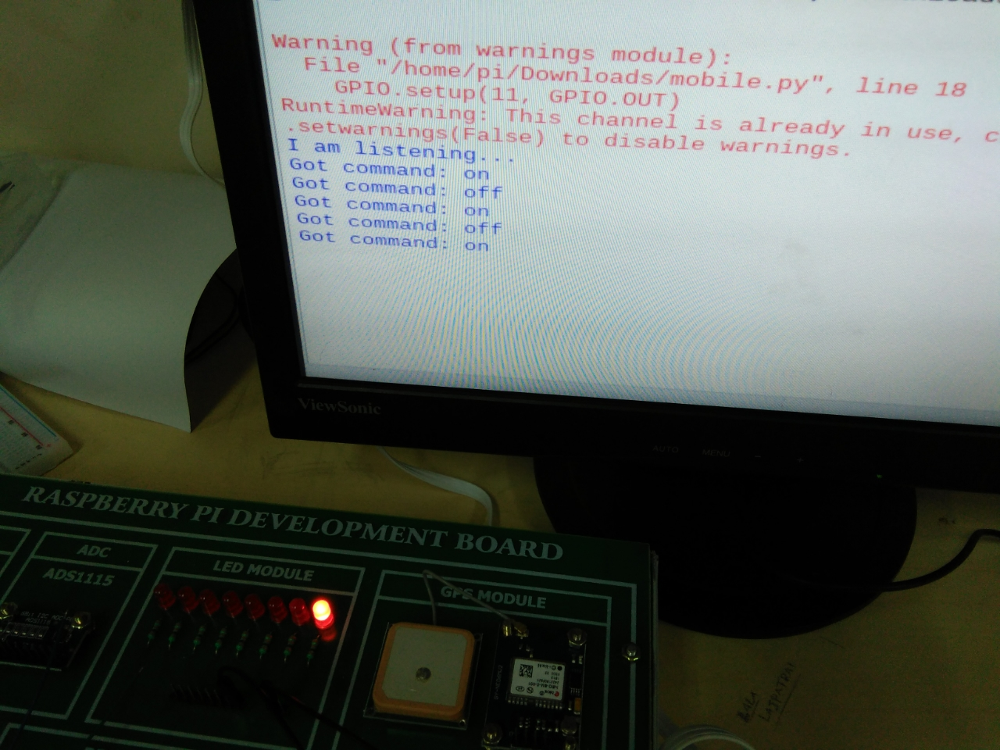 Warning (from warnings module):
File "/home/pi/Downloads/mobile.py", line 18
GPIO.setup(11, GPIO.OUT)
RuntimeWarning: This channel is already in use, c
.setwarnings(False) to disable warnings.
I am listening...
Got command: on
Got command: off
Got command: on
Got command: off
Got command: on
ViewSonic
AUTO MENU - +
RASPBERRY PI DEVELOPMENT BOARD
ADC
ADS1115
LED MODULE
GPS MODULE
LAJPATRAI